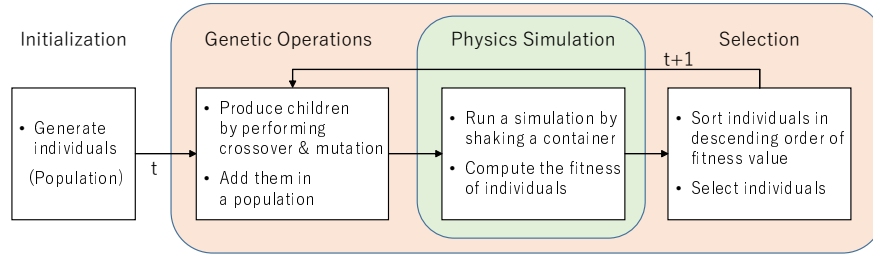 Initialization
Genetic Operations
Physics Simulation
Selection
t+1
• Generate
individuals
(Population)
t
• Produce children
by performing
crossover & mutation
• Add them in
a population
• Run a simulation by
shaking a container
• Compute the fitness
of individuals
• Sort individuals in
descending order of
fitness value
• Select individuals